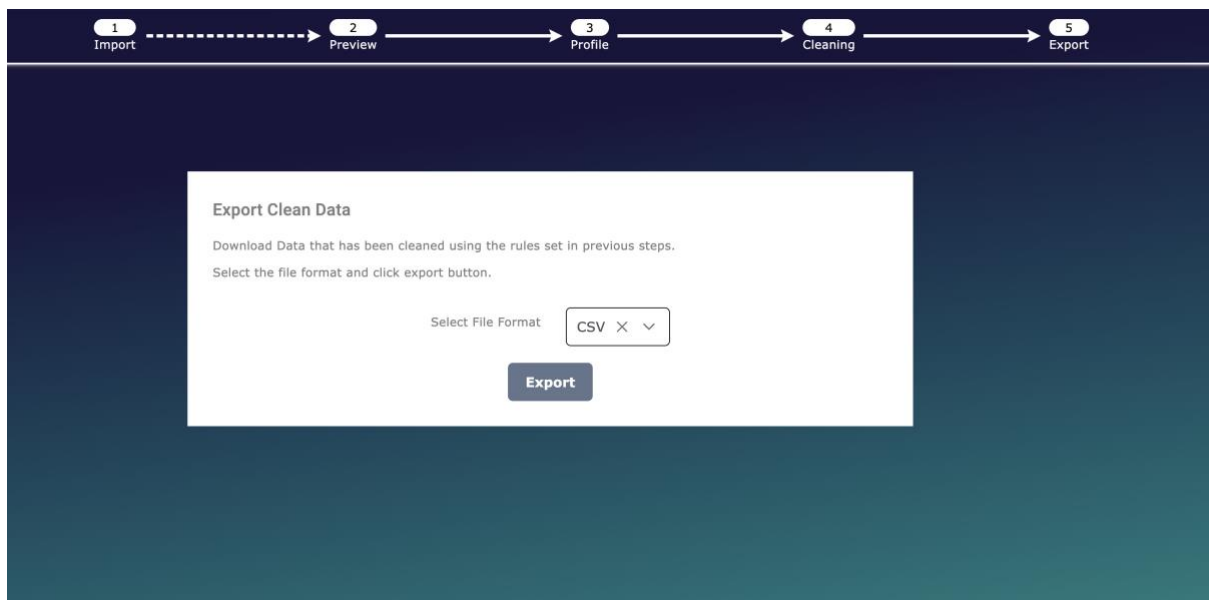 1 2 3 4 5
Import Preview Profile Cleaning Export
Export Clean Data
Download Data that has been cleaned using the rules set in previous steps.
Select the file format and click export button.
Select File Format CSV
Export